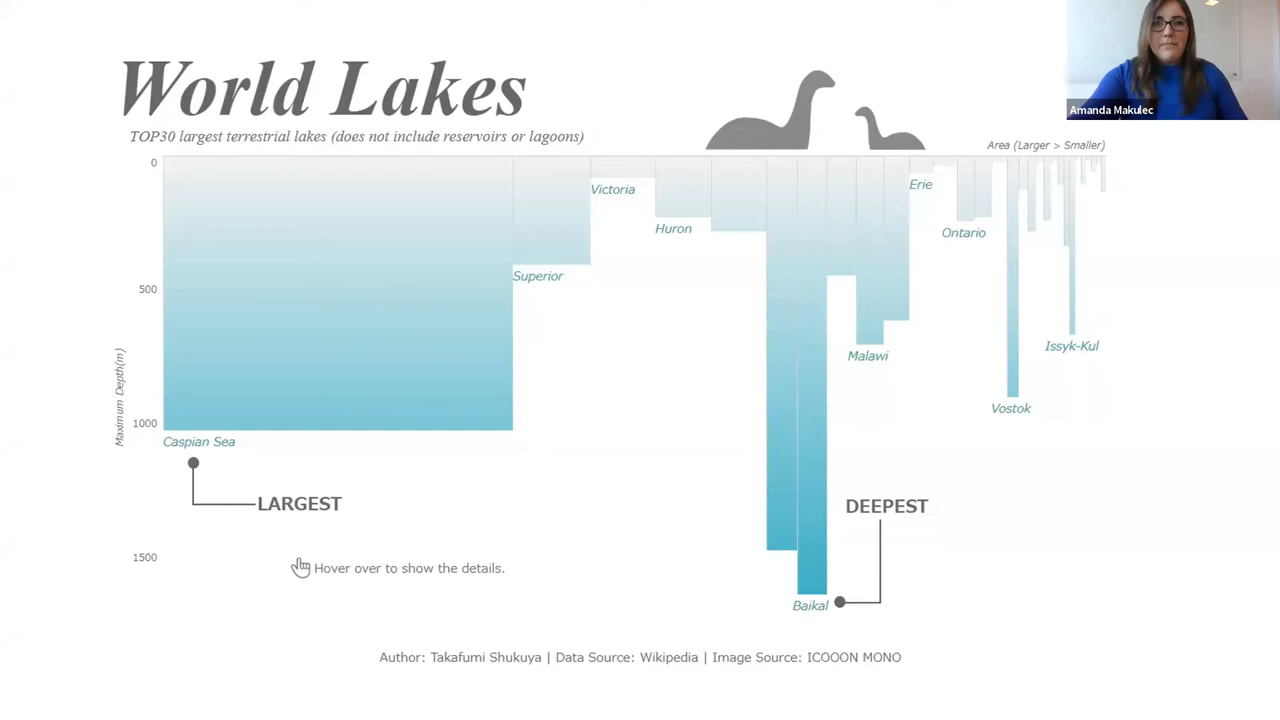 Amanda Makulec
World Lakes
TOP30 largest terrestrial lakes (does not include reservoirs or lagoons)
Area (Larger > Smaller)
0
Victoria
Erie
Huron
Ontario
Superior
500
Issyk-Kul
Malawi
Maximum Depth(m)
Vostok
1000
Caspian Sea
LARGEST
DEEPEST
1500
Hover over to show the details.
Baikal
Author: Takafumi Shukuya | Data Source: Wikipedia | Image Source: ICOOON MONO